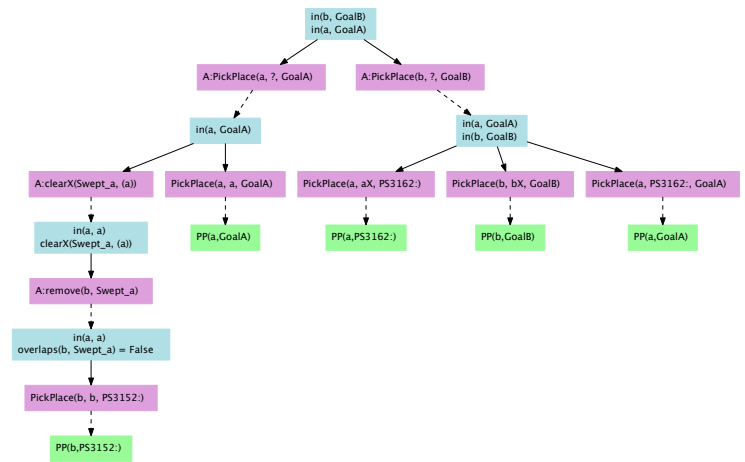 in(b, GoalB)
in(a, GoalA)
A:PickPlace(a, ?, GoalA)
A:PickPlace(b, ?, GoalB)
in(a, GoalA)
in(a, GoalA)
in(b, GoalB)
A:clearX(Swept_a, (a))
PickPlace(a, a, GoalA)
PickPlace(a, aX, PS3162:)
PickPlace(b, bX, GoalB)
PickPlace(a, PS3162:, GoalA)
in(a, a)
clearX(Swept_a, (a))
PP(a,GoalA)
PP(a,PS3162:)
PP(b,GoalB)
PP(a,GoalA)
A:remove(b, Swept_a)
in(a, a)
overlaps(b, Swept_a) = False
PickPlace(b, b, PS3152:)
PP(b,PS3152:)